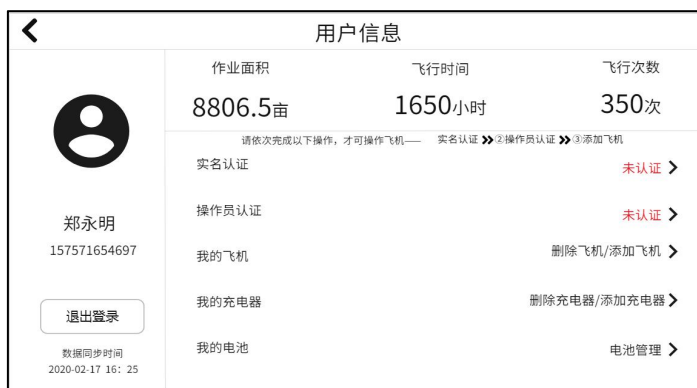 用户信息
作业面积
飞行时间
飞行次数
8806.5亩
1650小时
350次
请依次完成以下操作，才可操作飞机—— 实名认证 ②操作员认证 ③添加飞机
实名认证
未认证
操作员认证
未认证
我的飞机
删除飞机/添加飞机
我的充电器
删除充电器/添加充电器
我的电池
电池管理
郑永明
157571654697
退出登录
数据同步时间
2020-02-17 16：25